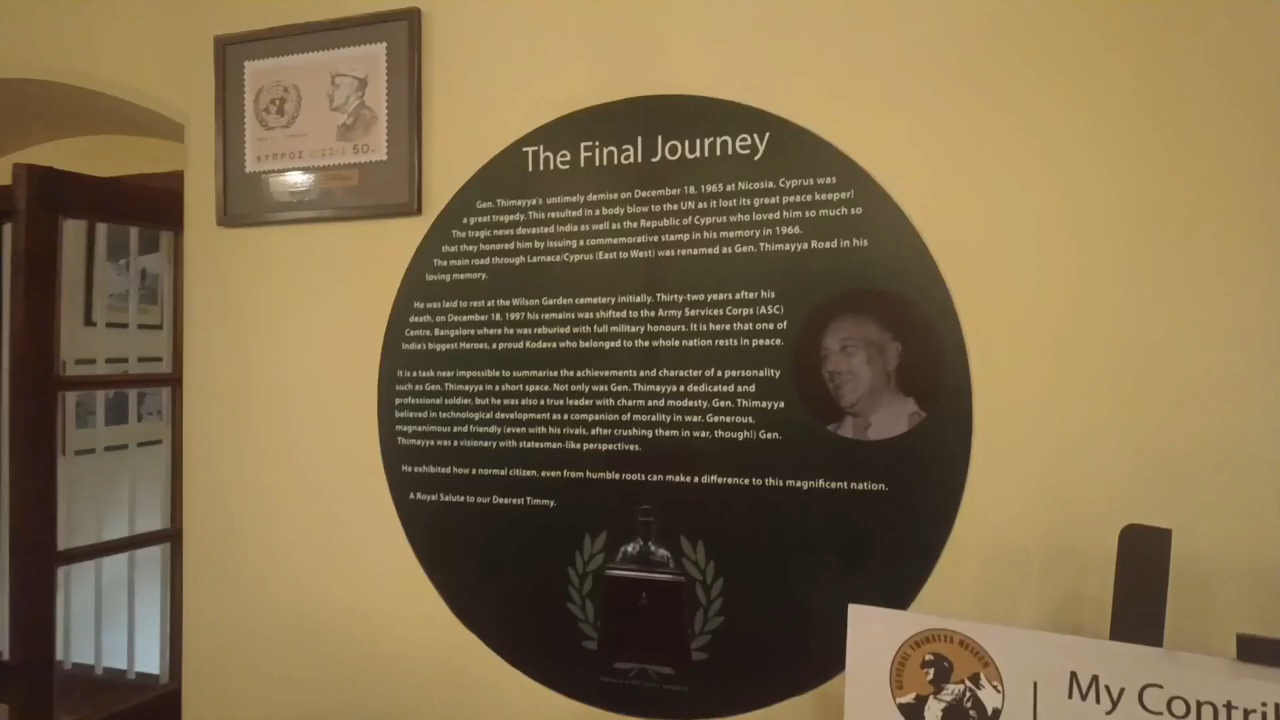 ΚΥΠΡΟΣ 50
The Final Journey
Gen. Thimayya's untimely demise on December 18, 1965 at Nicosia, Cyprus was
a great tragedy. This resulted in a body blow to the UN as it lost its great peace keeper!
The tragic news devasted India as well as the Republic of Cyprus who loved him so much so
that they honored him by issuing a commemorative stamp in his memory in 1966.
The main road through Larnaca/Cyprus (East to West) was renamed as Gen. Thimayya Road in his
loving memory.
He was laid to rest at the Wilson Garden cemetery initially. Thirty-two years after his
death, on December 18, 1997 his remains was shifted to the Army Services Corps (ASC)
Centre, Bangalore where he was reburied with full military honours. It is here that one of
India's biggest Heroes, a proud Kodava who belonged to the whole nation rests in peace.
It is a task near impossible to summarise the achievements and character of a personality
such as Gen. Thimayya in a short space. Not only was Gen. Thimayya a dedicated and
professional soldier, but he was also a true leader with charm and modesty. Gen. Thimayya
believed in technological development as a companion of morality in war. Generous,
magnanimous and friendly (even with his rivals, after crushing them in war, though!) Gen.
Thimayya was a visionary with statesman-like perspectives.
He exhibited how a normal citizen, even from humble roots can make a difference to this magnificent nation.
A Royal Salute to our Dearest Timmy.
GENERAL THIMAYYA MUSEUM
My Contri